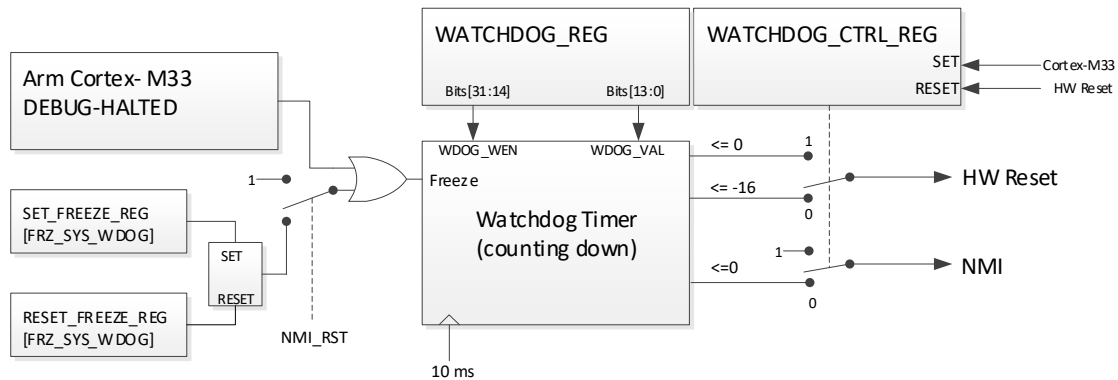 WATCHDOG_REG
Bits[31:14]
Bits[13:0]
WATCHDOG_CTRL_REG
SET
RESET
Cortex-M33
HW Reset
Arm Cortex- M33
DEBUG-HALTED
WDOG_WEN
WDOG_VAL
Freeze
Watchdog Timer
(counting down)
<= 0
<= -16
<=0
1
0
HW Reset
1
0
NMI
1
SET_FREEZE_REG
[FRZ_SYS_WDOG]
SET
RESET
RESET_FREEZE_REG
[FRZ_SYS_WDOG]
NMI_RST
10 ms